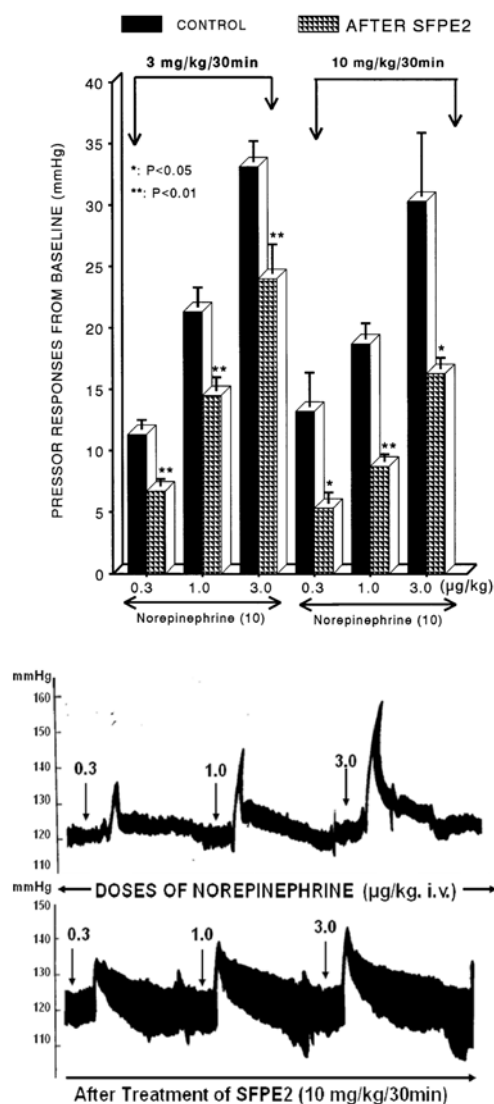 CONTROL AFTER SFPE2
3 mg/kg/30min 10 mg/kg/30min
PRESSOR RESPONSES FROM BASELINE (mmHg)
40
35
30
25
20
15
10
5
0
*: P<0.05
**: P<0.01
** ** ** * ** *
0.3 1.0 3.0 0.3 1.0 3.0 (µg/kg)
Norepinephrine (10) Norepinephrine (10)
mmHg
160
150
140
130
120
110
0.3 1.0 3.0
mmHg DOSES OF NOREPINEPHRINE (µg/kg. i.v.)
150
140
130
120
110
100
0.3 1.0 3.0
After Treatment of SFPE2 (10 mg/kg/30min)